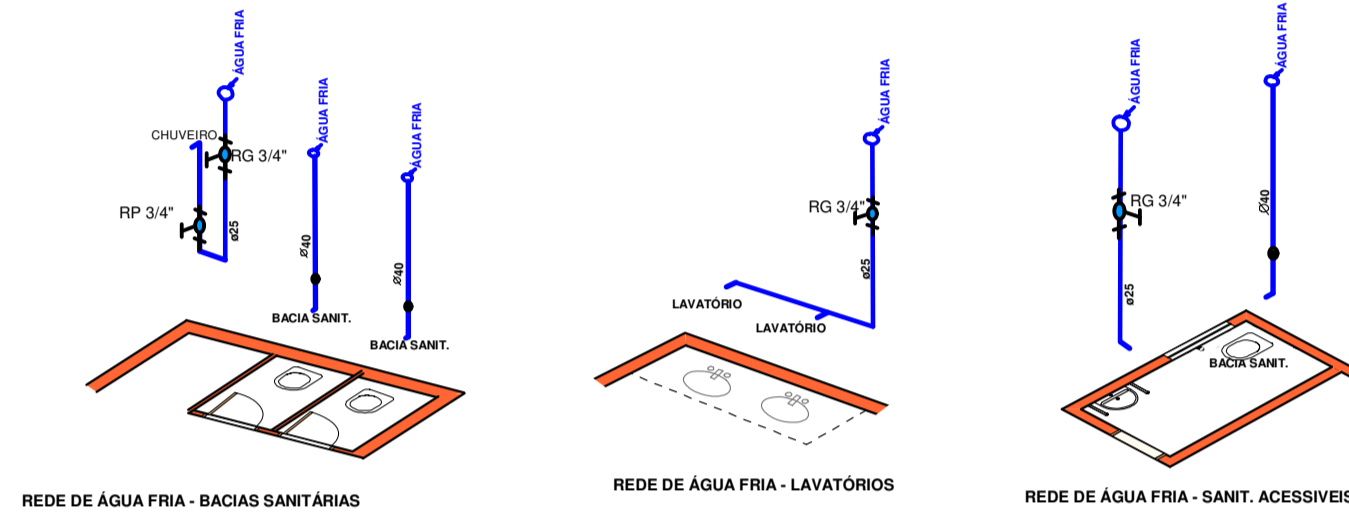 ÁGUA FRIA
CHUVEIRO
RG 3/4"
RP 3/4"
ø25
ÁGUA FRIA
Ø40
BACIA SANIT.
ÁGUA FRIA
Ø40
BACIA SANIT.
REDE DE ÁGUA FRIA - BACIAS SANITÁRIAS
ÁGUA FRIA
RG 3/4"
ø25
LAVATÓRIO
LAVATÓRIO
REDE DE ÁGUA FRIA - LAVATÓRIOS
ÁGUA FRIA
RG 3/4"
ø25
ÁGUA FRIA
Ø40
BACIA SANIT.
REDE DE ÁGUA FRIA - SANIT. ACESSIVEIS